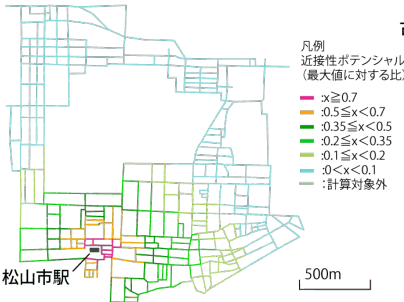 凡例
近接性ポテンシャル
(最大値に対する比)
:x≧0.7
:0.5≦x<0.7
:0.35≦x<0.5
:0.2≦x<0.35
:0.1≦x<0.2
:0<x<0.1
:計算対象外
松山市駅
500m